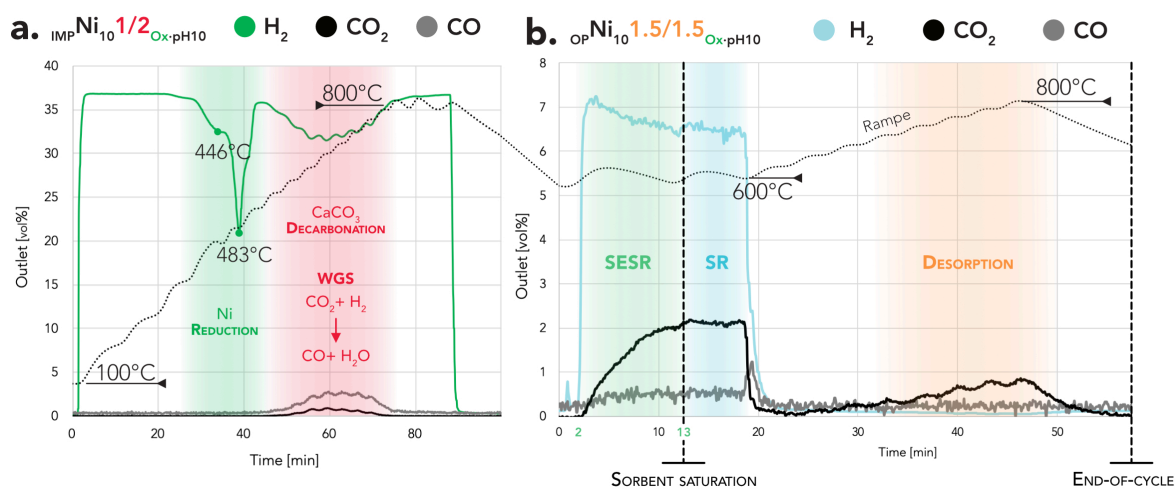 a. IMPNi10 1/2Ox·pH10 H2 CO2 CO
40
35
30
25
20
15
10
5
0
Outlet [vol%]
800°C
446°C
483°C
100°C
Ni
REDUCTION
CaCO3
DECARBONATION
WGS
CO2+ H2
CO+ H2O
0 20 40 60 80
Time [min]
b. OPNi10 1.5/1.5Ox·pH10 H2 CO2 CO
8
7
6
5
4
3
2
1
0
Outlet [vol%]
800°C
Rampe
600°C
SESR SR DESORPTION
0 2 10 13 20 30 40 50
Time [min]
SORBENT SATURATION
END-OF-CYCLE